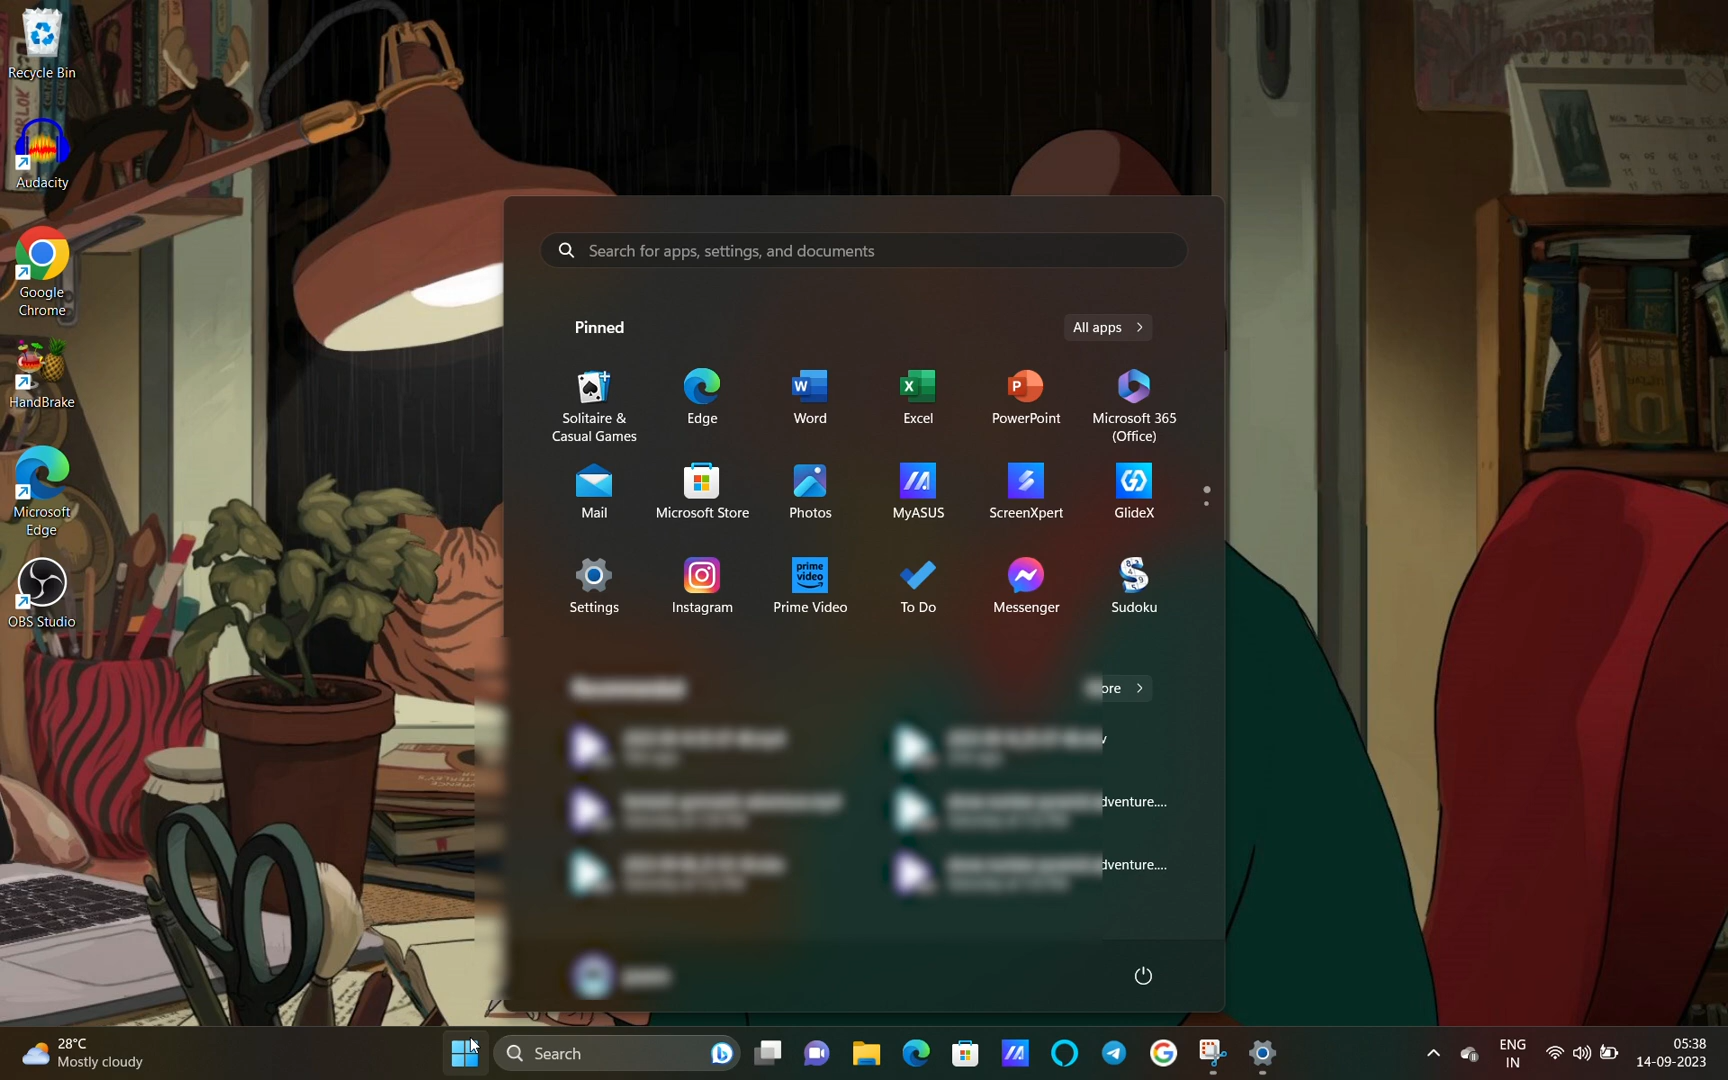 Recycle Bin
Audacity
Google
Chrome
HandBrake
Microsoft
Edge
OBS Studio
Search for apps, settings, and documents
Pinned
All apps
Solitaire &
Casual Games
Edge
Word
Excel
PowerPoint
Microsoft 365
(Office)
Mail
Microsoft Store
Photos
MyASUS
ScreenXpert
GlideX
Settings
Instagram
prime
video
Prime Video
To Do
Messenger
Sudoku
28°C
Mostly cloudy
Search
ENG
IN
05:38
14-09-2023